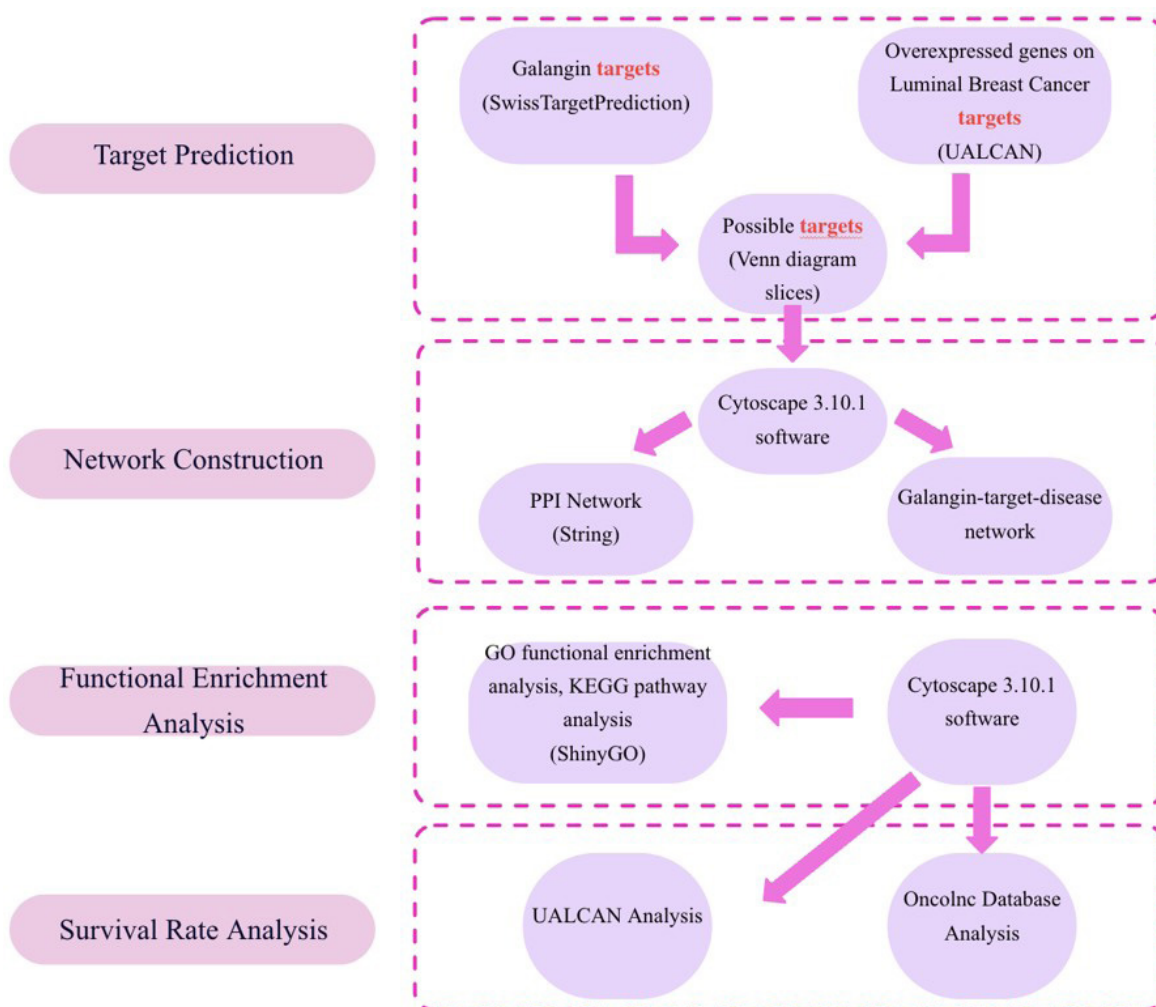 Target Prediction
Galangin targets
(SwissTargetPrediction)
Overexpressed genes on
Luminal Breast Cancer
targets
(UALCAN)
Possible targets
(Venn diagram
slices)
Network Construction
Cytoscape 3.10.1
software
PPI Network
(String)
Galangin-target-disease
network
Functional Enrichment
Analysis
GO functional enrichment
analysis, KEGG pathway
analysis
(ShinyGO)
Cytoscape 3.10.1
software
Survival Rate Analysis
UALCAN Analysis
Oncolnc Database
Analysis